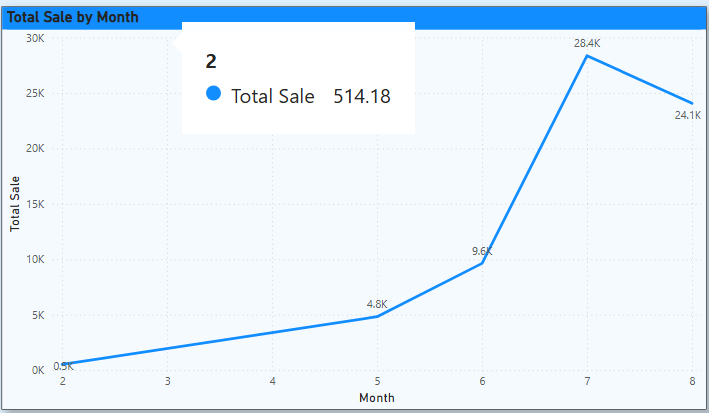 Total Sale by Month
30K
2
Total Sale 514.18
28.4K
25K
24.1K
20K
Total Sale
15K
10K
9.6K
5K
4.8K
0K
0.5K
2 3 4 5 6 7 8
Month